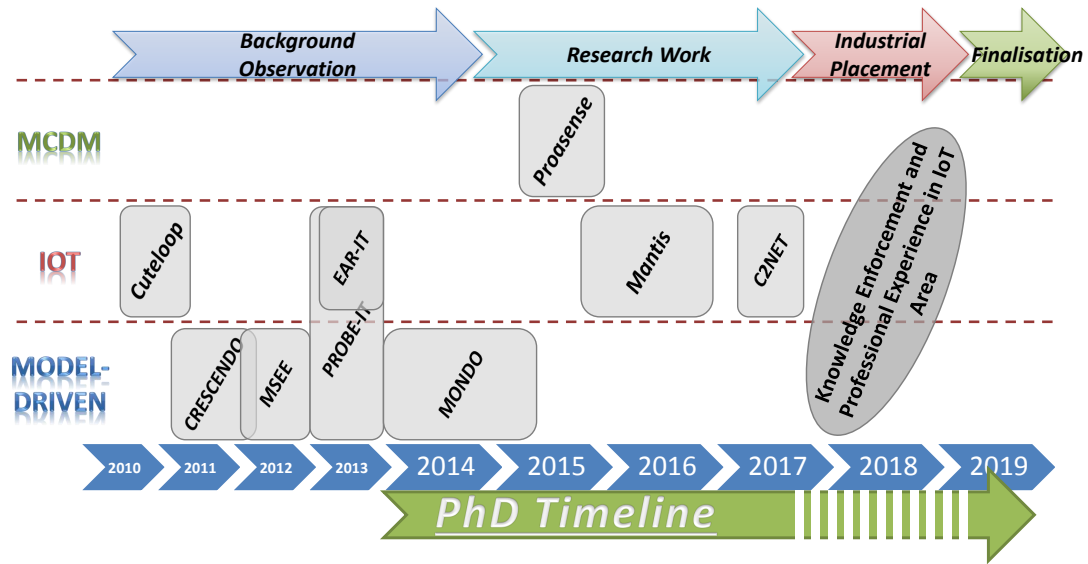 Background
Observation
Research Work
Industrial
Placement
Finalisation
MCDM
Proasense
IOT
Cuteloop
EAR-IT
PROBE-IT
Mantis
C2NET
Knowledge Enforcement and
Professional Experience in IoT
Area
MODEL-
DRIVEN
CRESCENDO
MSEE
MONDO
2010
2011
2012
2013
2014
2015
2016
2017
2018
2019
PhD Timeline